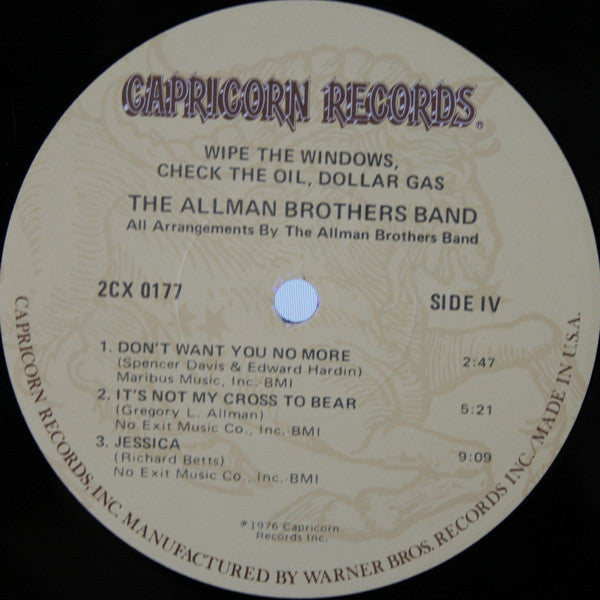 CAPRICORN RECORDS®
WIPE THE WINDOWS,
CHECK THE OIL, DOLLAR GAS
THE ALLMAN BROTHERS BAND
All Arrangements By The Allman Brothers Band
2CX 0177
SIDE IV
1. DON'T WANT YOU NO MORE 2:47
(Spencer Davis & Edward Hardin)
Maribus Music, Inc.-BMI
2. IT'S NOT MY CROSS TO BEAR 5:21
(Gregory L. Allman)
No Exit Music Co., Inc.-BMI
3. JESSICA 9:09
(Richard Betts)
No Exit Music Co., Inc.-BMI
℗1976 Capricorn
Records Inc.
CAPRICORN RECORDS, INC. MANUFACTURED BY WARNER BROS. RECORDS INC./MADE IN U.S.A.